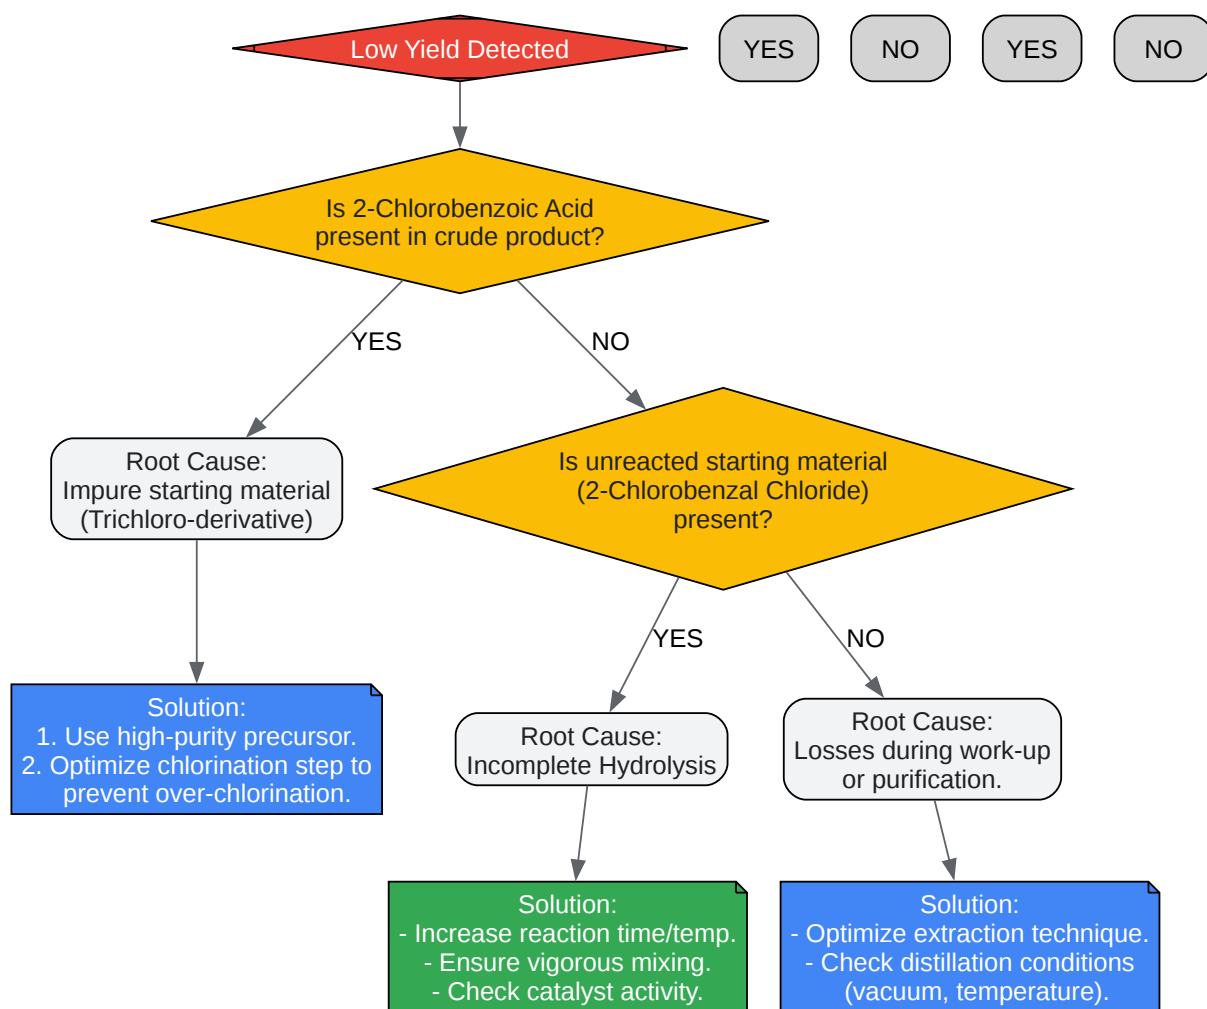 Low Yield Detected
YES
NO
YES
NO
Is 2-Chlorobenzoic Acid
present in crude product?
YES
NO
Root Cause:
Impure starting material
(Trichloro-derivative)
Is unreacted starting material
(2-Chlorobenzal Chloride)
present?
YES
NO
Solution:
1. Use high-purity precursor.
2. Optimize chlorination step to
prevent over-chlorination.
Root Cause:
Incomplete Hydrolysis
Root Cause:
Losses during work-up
or purification.
Solution:
- Increase reaction time/temp.
- Ensure vigorous mixing.
- Check catalyst activity.
Solution:
- Optimize extraction technique.
- Check distillation conditions
(vacuum, temperature).